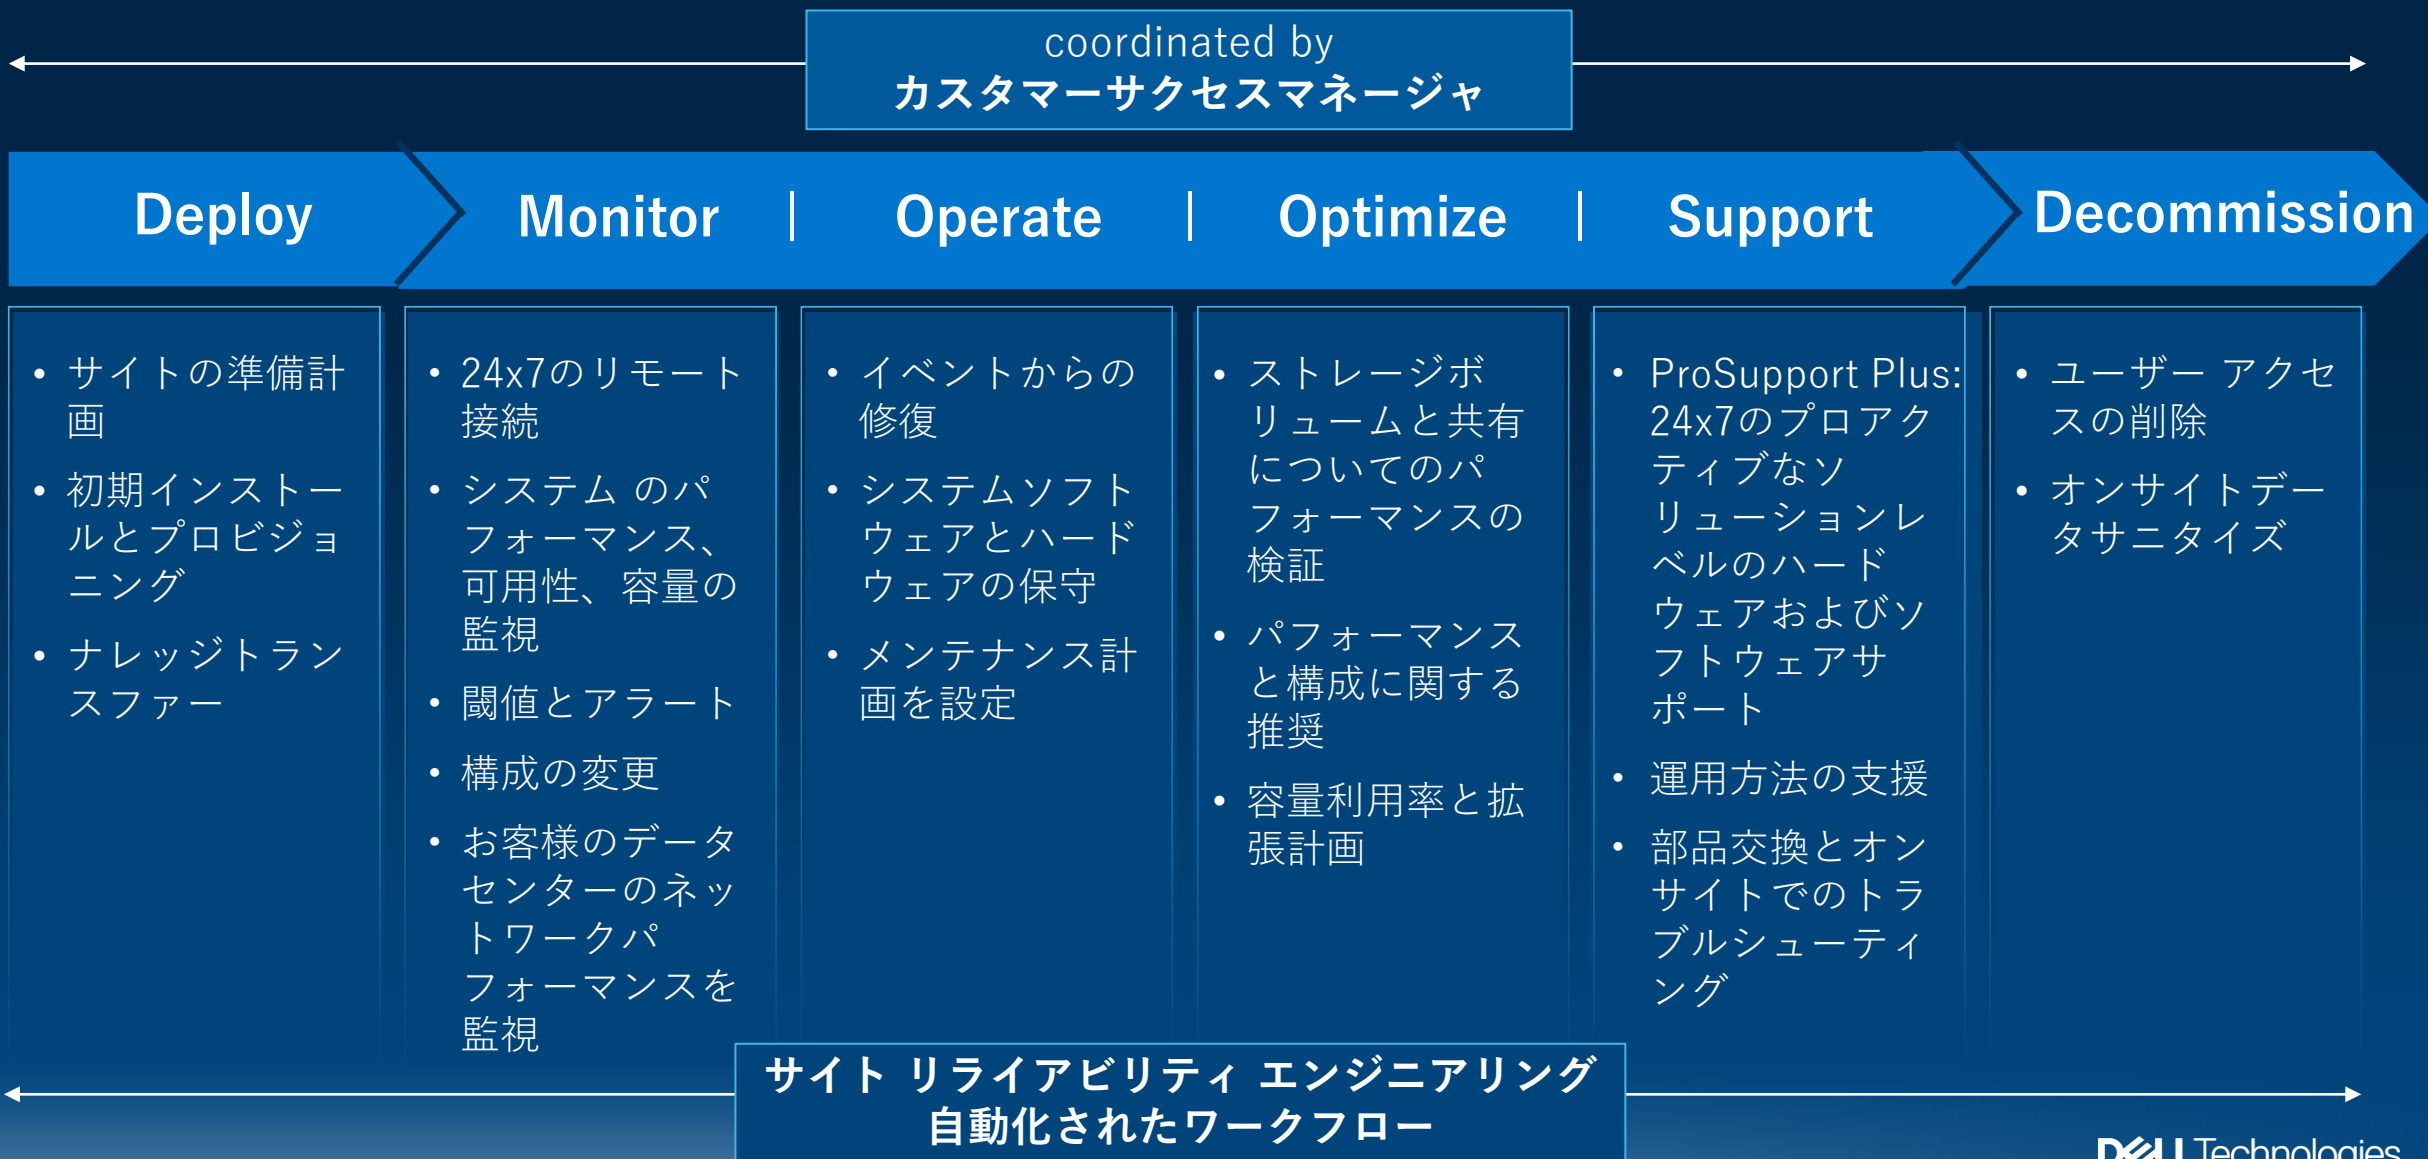 coordinated by
カスタマーサクセスマネージャ
Deploy
Monitor
Operate
Optimize
Support
Decommission
• サイトの準備計
画
• 初期インストー
ルとプロビジョ
ニング
• ナレッジトラン
スファー
• 24x7のリモート
接続
• システム のパ
フォーマンス、
可用性、容量の
監視
• 閾値とアラート
• 構成の変更
• お客様のデータ
センターのネッ
トワークパ
フォーマンスを
監視
• イベントからの
修復
• システムソフト
ウェアとハード
ウェアの保守
• メンテナンス計
画を設定
• ストレージボ
リュームと共有
についてのパ
フォーマンスの
検証
• パフォーマンス
と構成に関する
推奨
• 容量利用率と拡
張計画
• ProSupport Plus:
24x7のプロアク
ティブなソ
リューションレ
ベルのハード
ウェアおよびソ
フトウェアサ
ポート
• 運用方法の支援
• 部品交換とオン
サイトでのトラ
ブルシューティ
ング
• ユーザー アクセ
スの削除
• オンサイトデー
タサニタイズ
サイト リライアビリティ エンジニアリング
自動化されたワークフロー
DELL Technologies